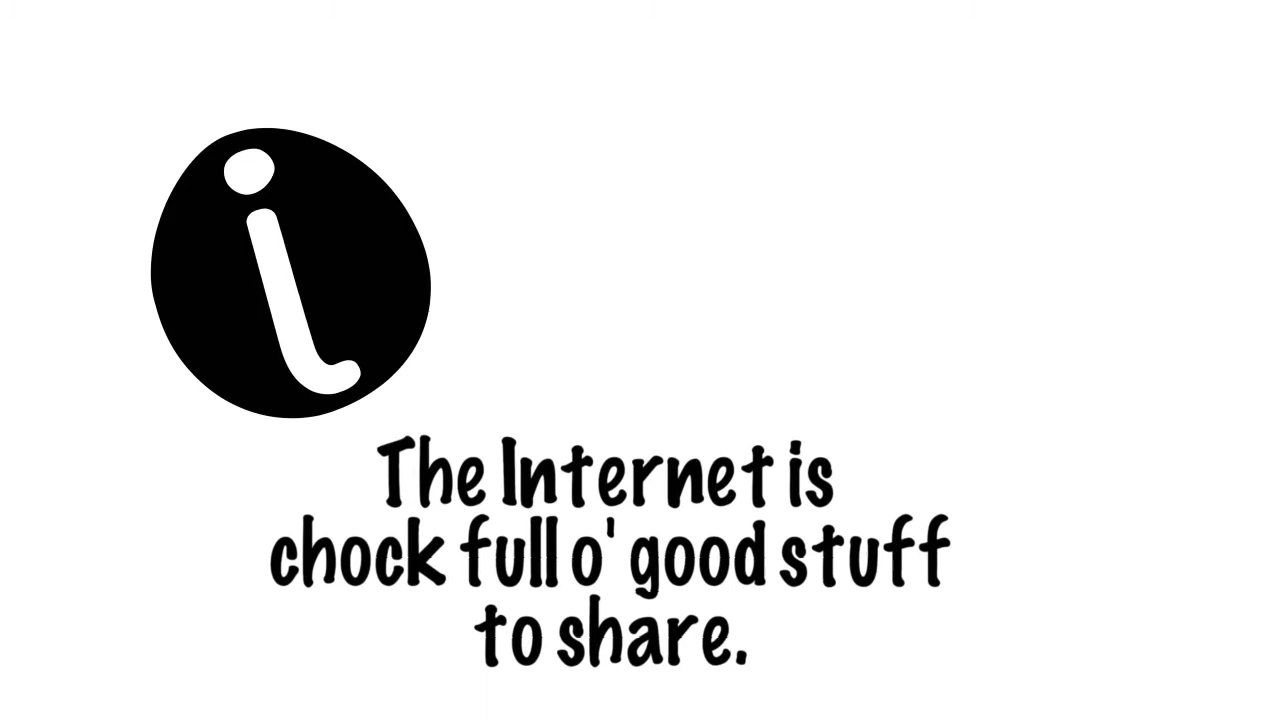 i
The Internet is
chock full o' good stuff
to share.